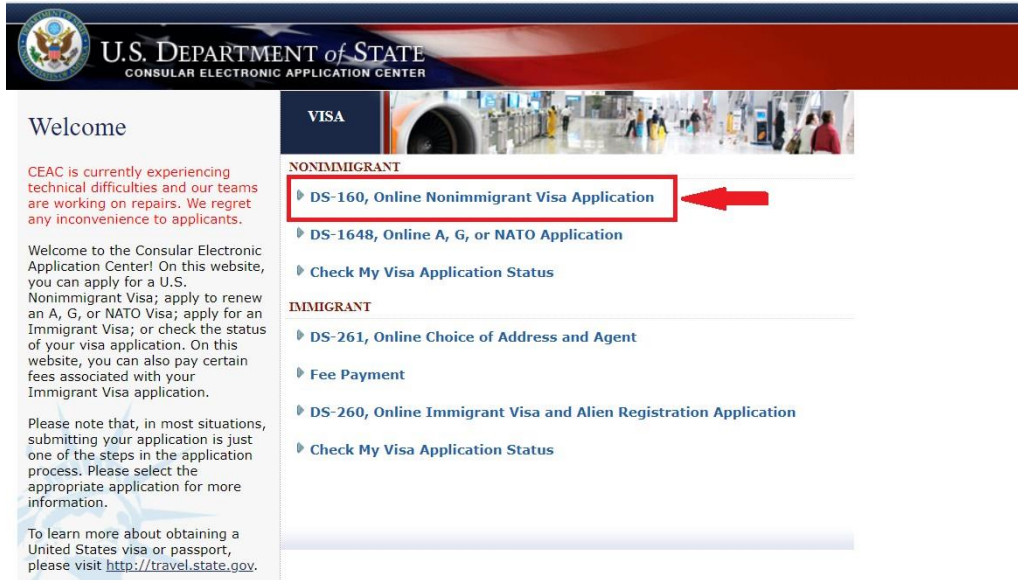 U.S. DEPARTMENT of STATE
CONSULAR ELECTRONIC APPLICATION CENTER
Welcome
CEAC is currently experiencing
technical difficulties and our teams
are working on repairs. We regret
any inconvenience to applicants.
Welcome to the Consular Electronic
Application Center! On this website,
you can apply for a U.S.
Nonimmigrant Visa; apply to renew
an A, G, or NATO Visa; apply for an
Immigrant Visa; or check the status
of your visa application. On this
website, you can also pay certain
fees associated with your
Immigrant Visa application.
Please note that, in most situations,
submitting your application is just
one of the steps in the application
process. Please select the
appropriate application for more
information.
To learn more about obtaining a
United States visa or passport,
please visit http://travel.state.gov.
VISA
NONIMMIGRANT
DS-160, Online Nonimmigrant Visa Application
DS-1648, Online A, G, or NATO Application
Check My Visa Application Status
IMMIGRANT
DS-261, Online Choice of Address and Agent
Fee Payment
DS-260, Online Immigrant Visa and Alien Registration Application
Check My Visa Application Status